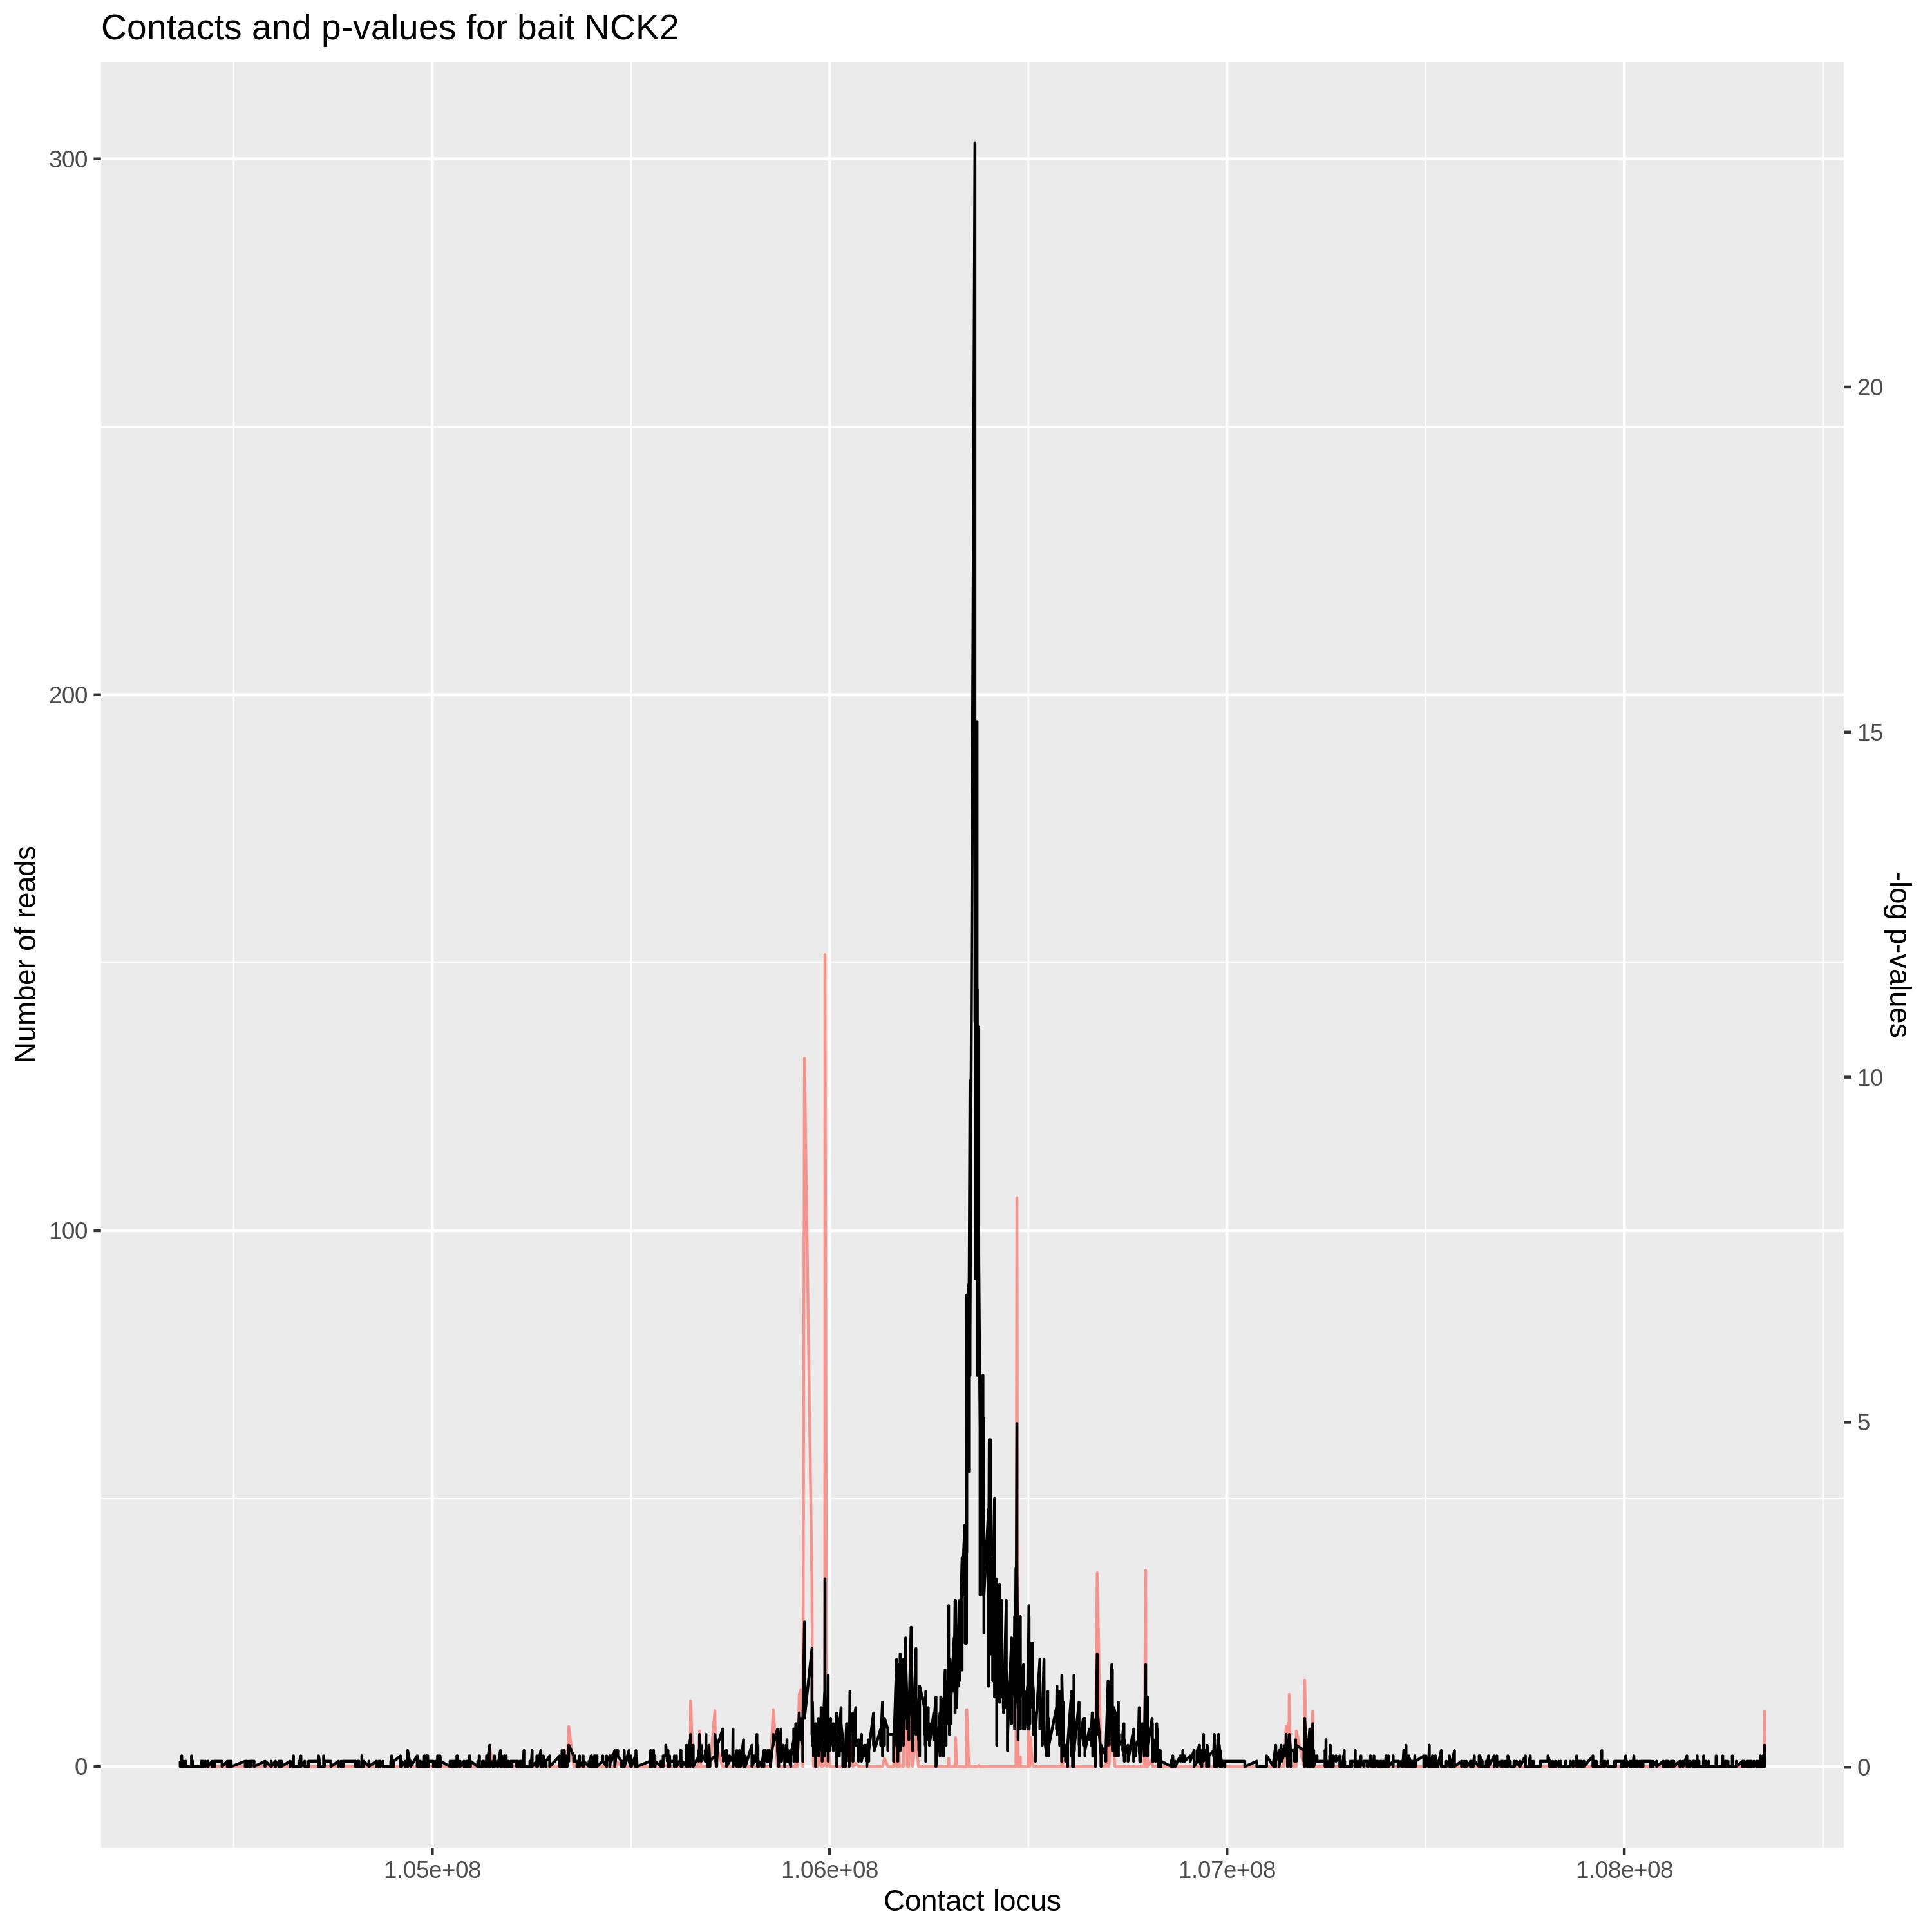 Contacts and p-values for bait NCK2
300
200
100
0
Number of reads
20
15
10
5
0
-log p-values
1.05e+08
1.06e+08
1.07e+08
1.08e+08
Contact locus